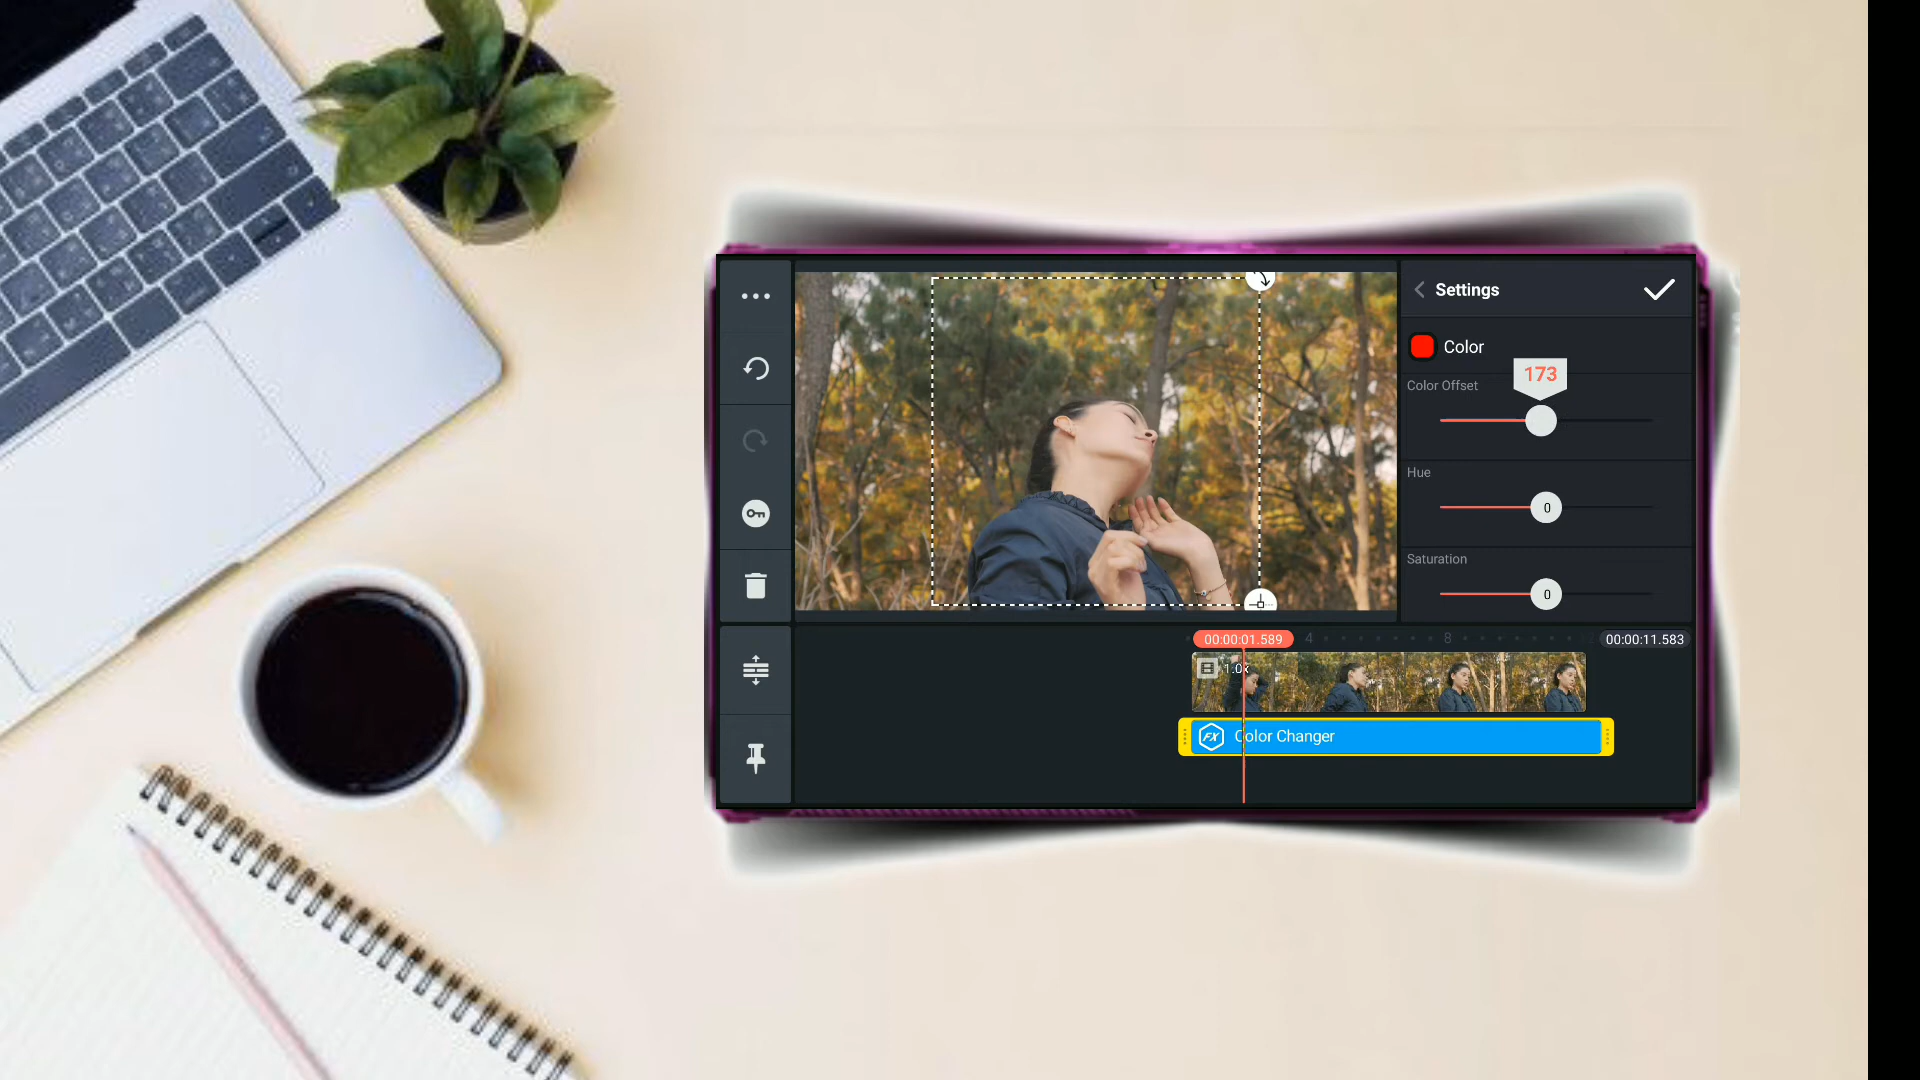 Settings
Color
173
Color Offset
Hue
0
Saturation
0
00:00:01.589
4
8
00:00:11.583
1.0x
FX
Color Changer